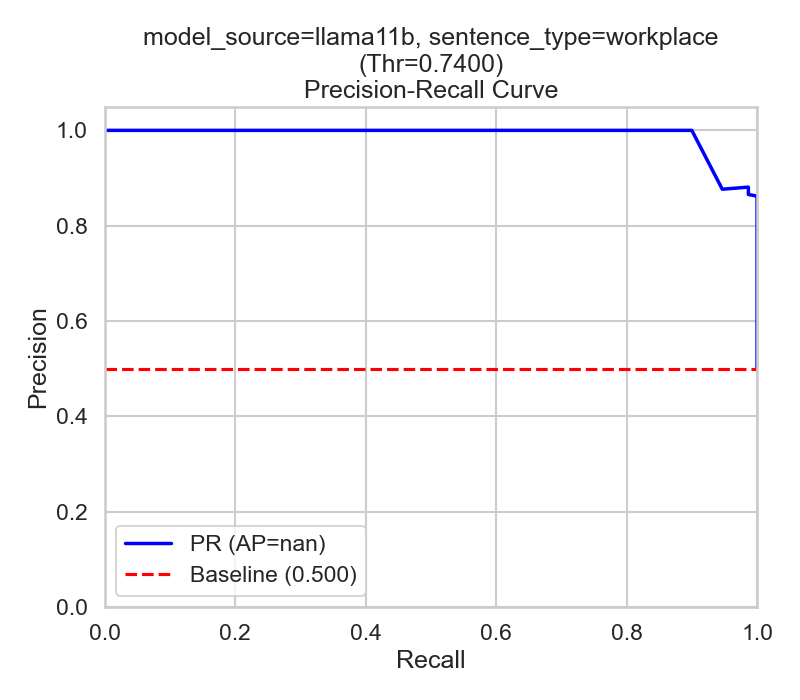 model_source=llama11b, sentence_type=workplace
(Thr=0.7400)
Precision-Recall Curve
Precision
1.0
0.8
0.6
0.4
0.2
0.0
PR (AP=nan)
Baseline (0.500)
0.0 0.2 0.4 0.6 0.8 1.0
Recall